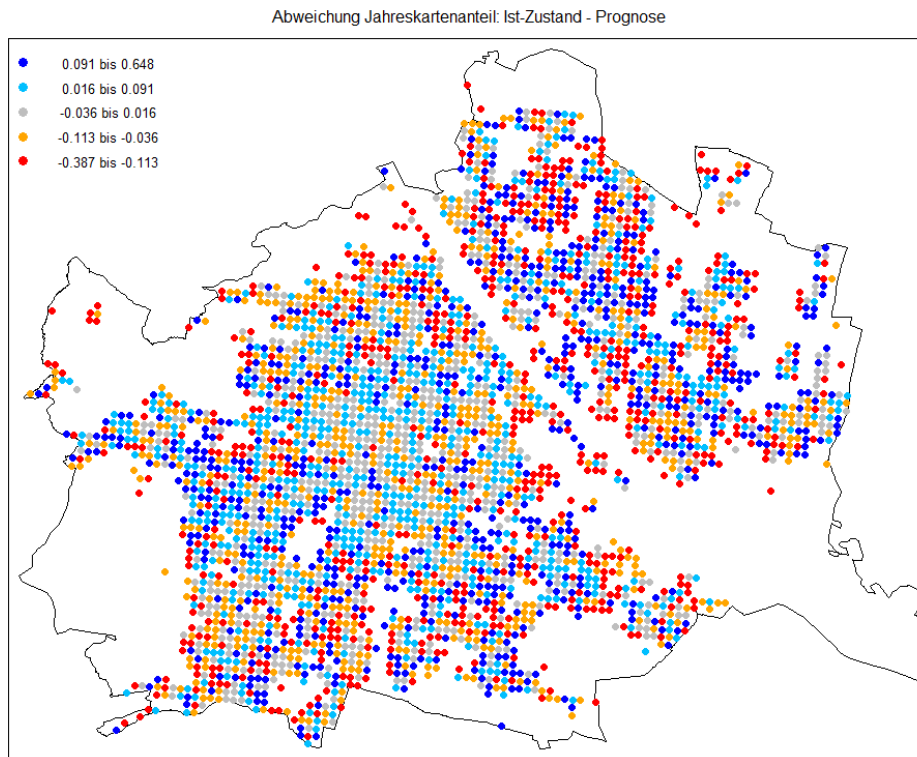 Abweichung Jahreskartenanteil: Ist-Zustand - Prognose
0.091 bis 0.648
0.016 bis 0.091
-0.036 bis 0.016
-0.113 bis -0.036
-0.387 bis -0.113